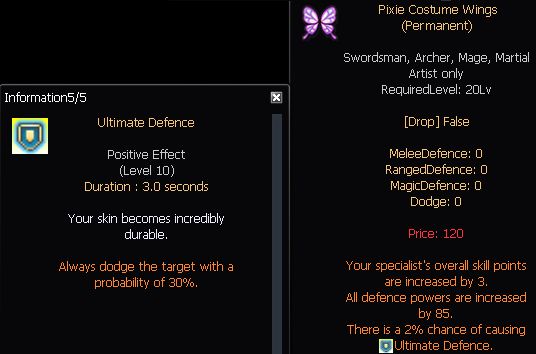 Information5/5
Ultimate Defence
Positive Effect
(Level 10)
Duration : 3.0 seconds
Your skin becomes incredibly
durable.
Always dodge the target with a
probability of 30%.
Pixie Costume Wings
(Permanent)
Swordsman, Archer, Mage, Martial
Artist only
RequiredLevel: 20Lv
[Drop] False
MeleeDefence: 0
RangedDefence: 0
MagicDefence: 0
Dodge: 0
Price: 120
Your specialist's overall skill points
are increased by 3.
All defence powers are increased
by 85.
There is a 2% chance of causing
Ultimate Defence.